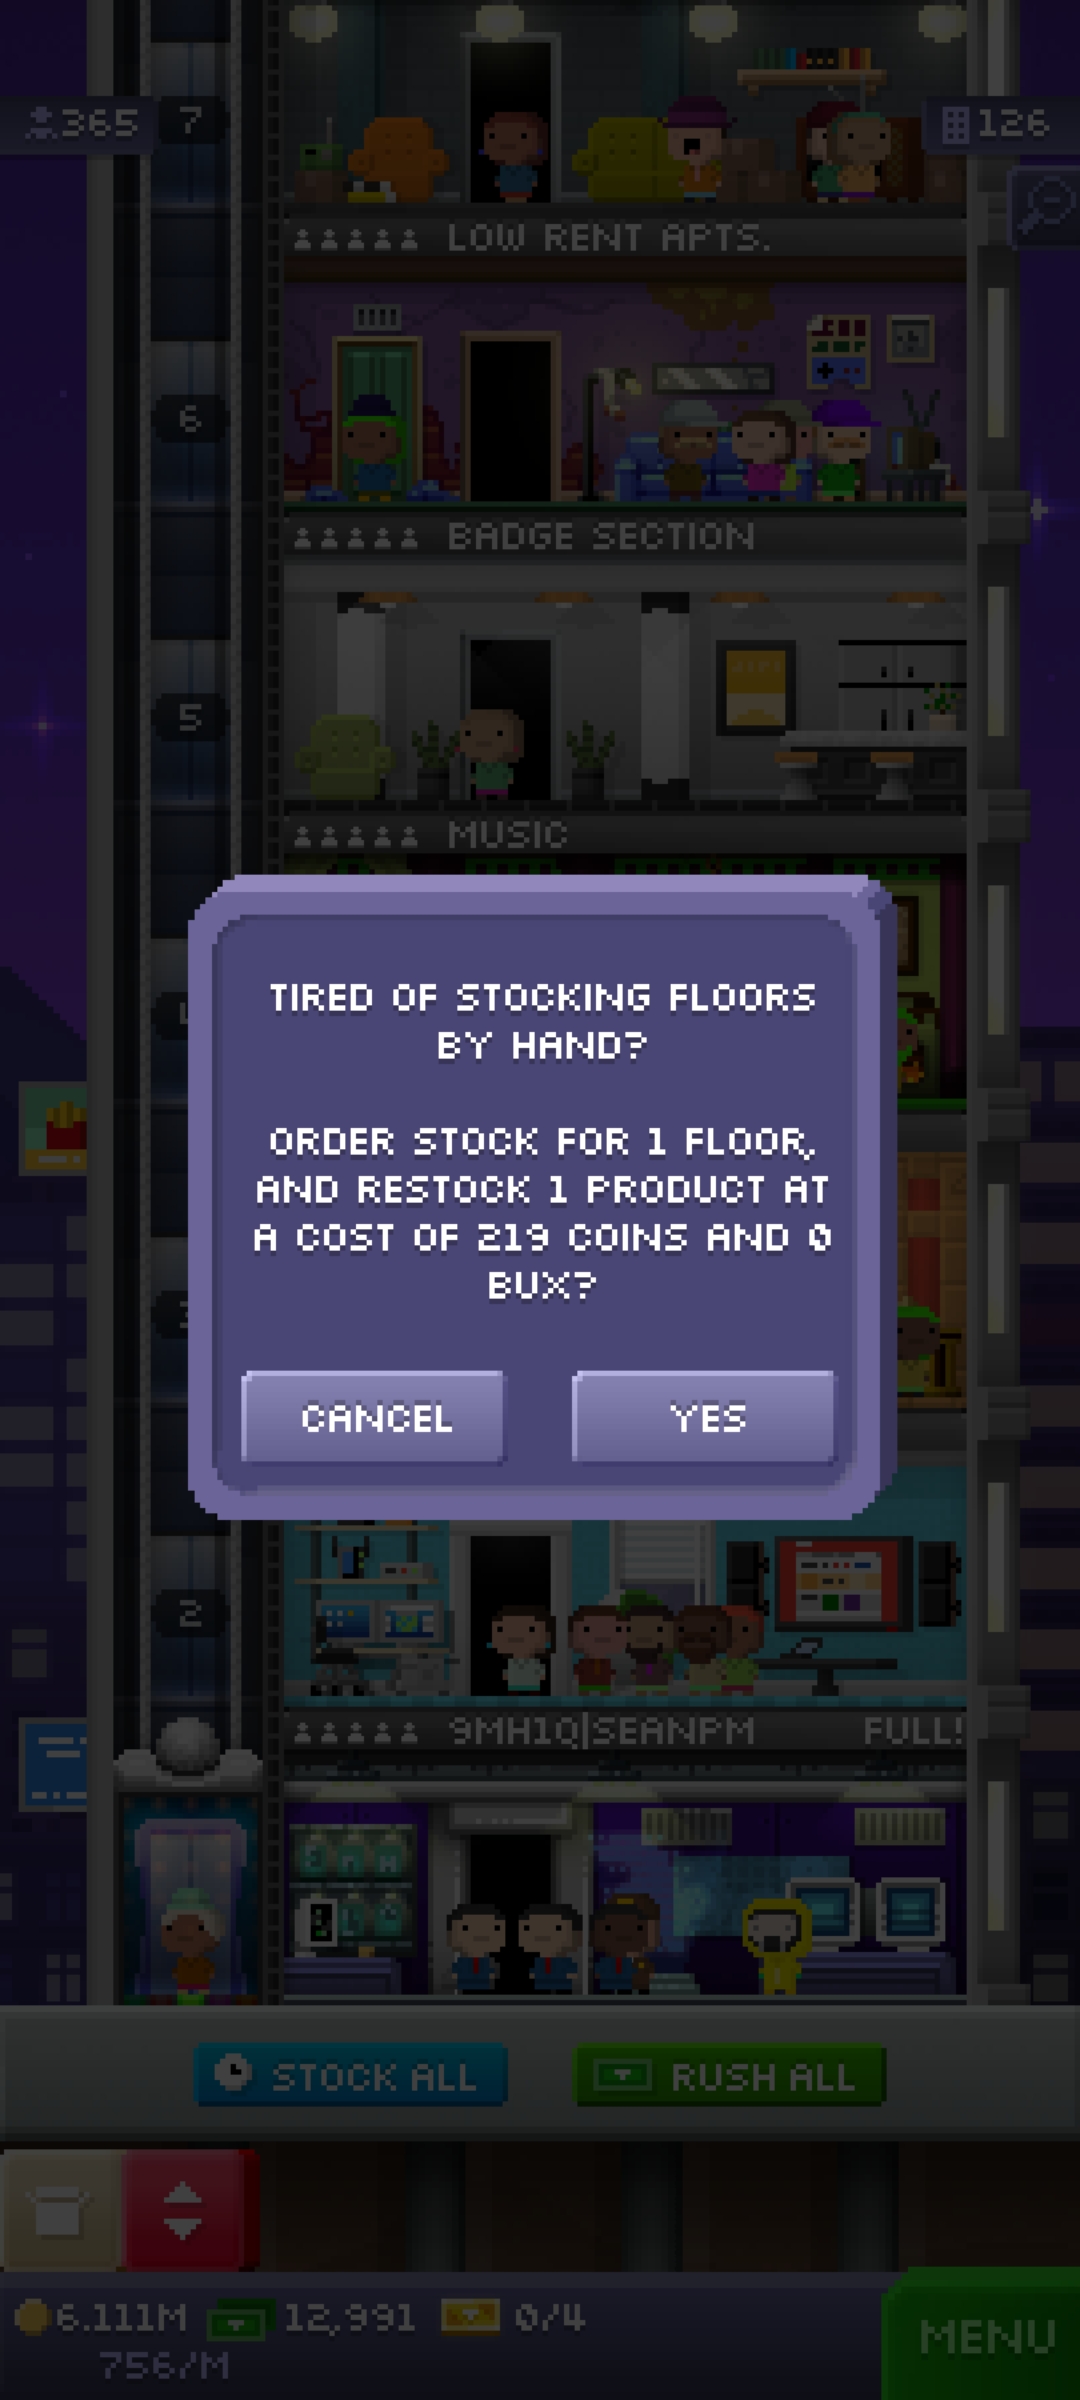 365
7
126
LOW RENT APTS.
6
BADGE SECTION
5
MUSIC
TIRED OF STOCKING FLOORS
BY HAND?
ORDER STOCK FOR 1 FLOOR,
AND RESTOCK 1 PRODUCT AT
A COST OF 219 COINS AND 0
BUX?
CANCEL
YES
2
9MH1Q|SEANPM
FULL!
STOCK ALL
RUSH ALL
6.111M
12,991
0/4
756/M
MENU